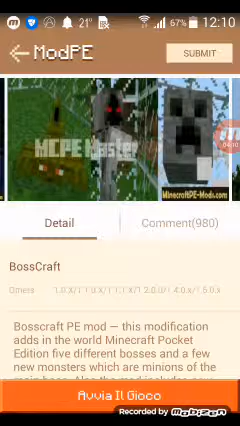 21°
67% 12:10
ModPE
SUBMIT
MCPE Master
MinecraftPE-Mods.com
04:10
Detail
Comment(980)
BossCraft
Others
Bosscraft PE mod — this modification
adds in the world Minecraft Pocket
Edition five different bosses and a few
new monsters which are minions of the
Avvia Il Gioco
Recorded by Mobizen